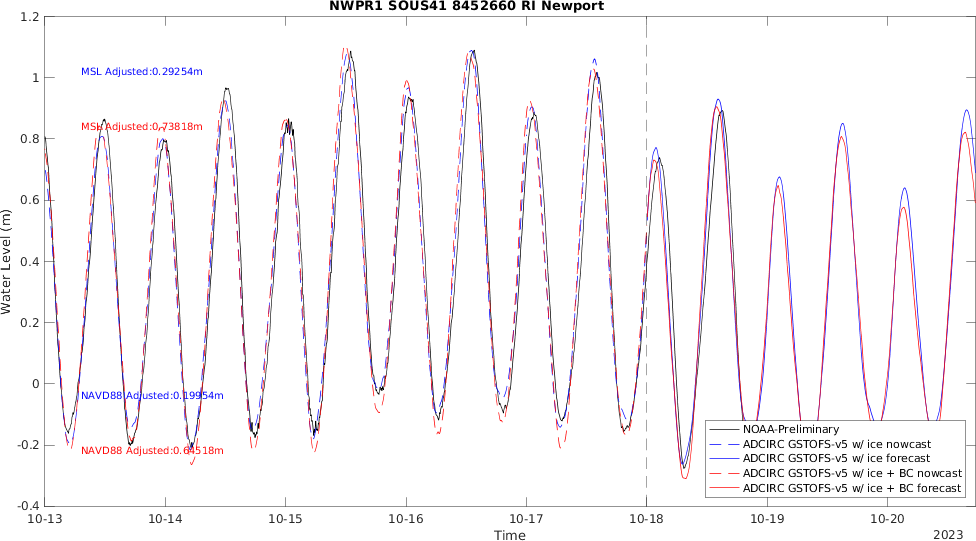 NWPR1 SOUS41 8452660 RI Newport
1.2
1
0.8
0.6
0.4
0.2
0
-0.2
-0.4
Water Level (m)
MSL Adjusted:0.29254m
MSL Adjusted:0.73818m
NAVD88 Adjusted:0.19954m
NAVD88 Adjusted:0.64518m
NOAA-Preliminary
ADCIRC GSTOFS-v5 w/ ice nowcast
ADCIRC GSTOFS-v5 w/ ice forecast
ADCIRC GSTOFS-v5 w/ ice + BC nowcast
ADCIRC GSTOFS-v5 w/ ice + BC forecast
10-13 10-14 10-15 10-16 10-17 10-18 10-19 10-20
Time
2023